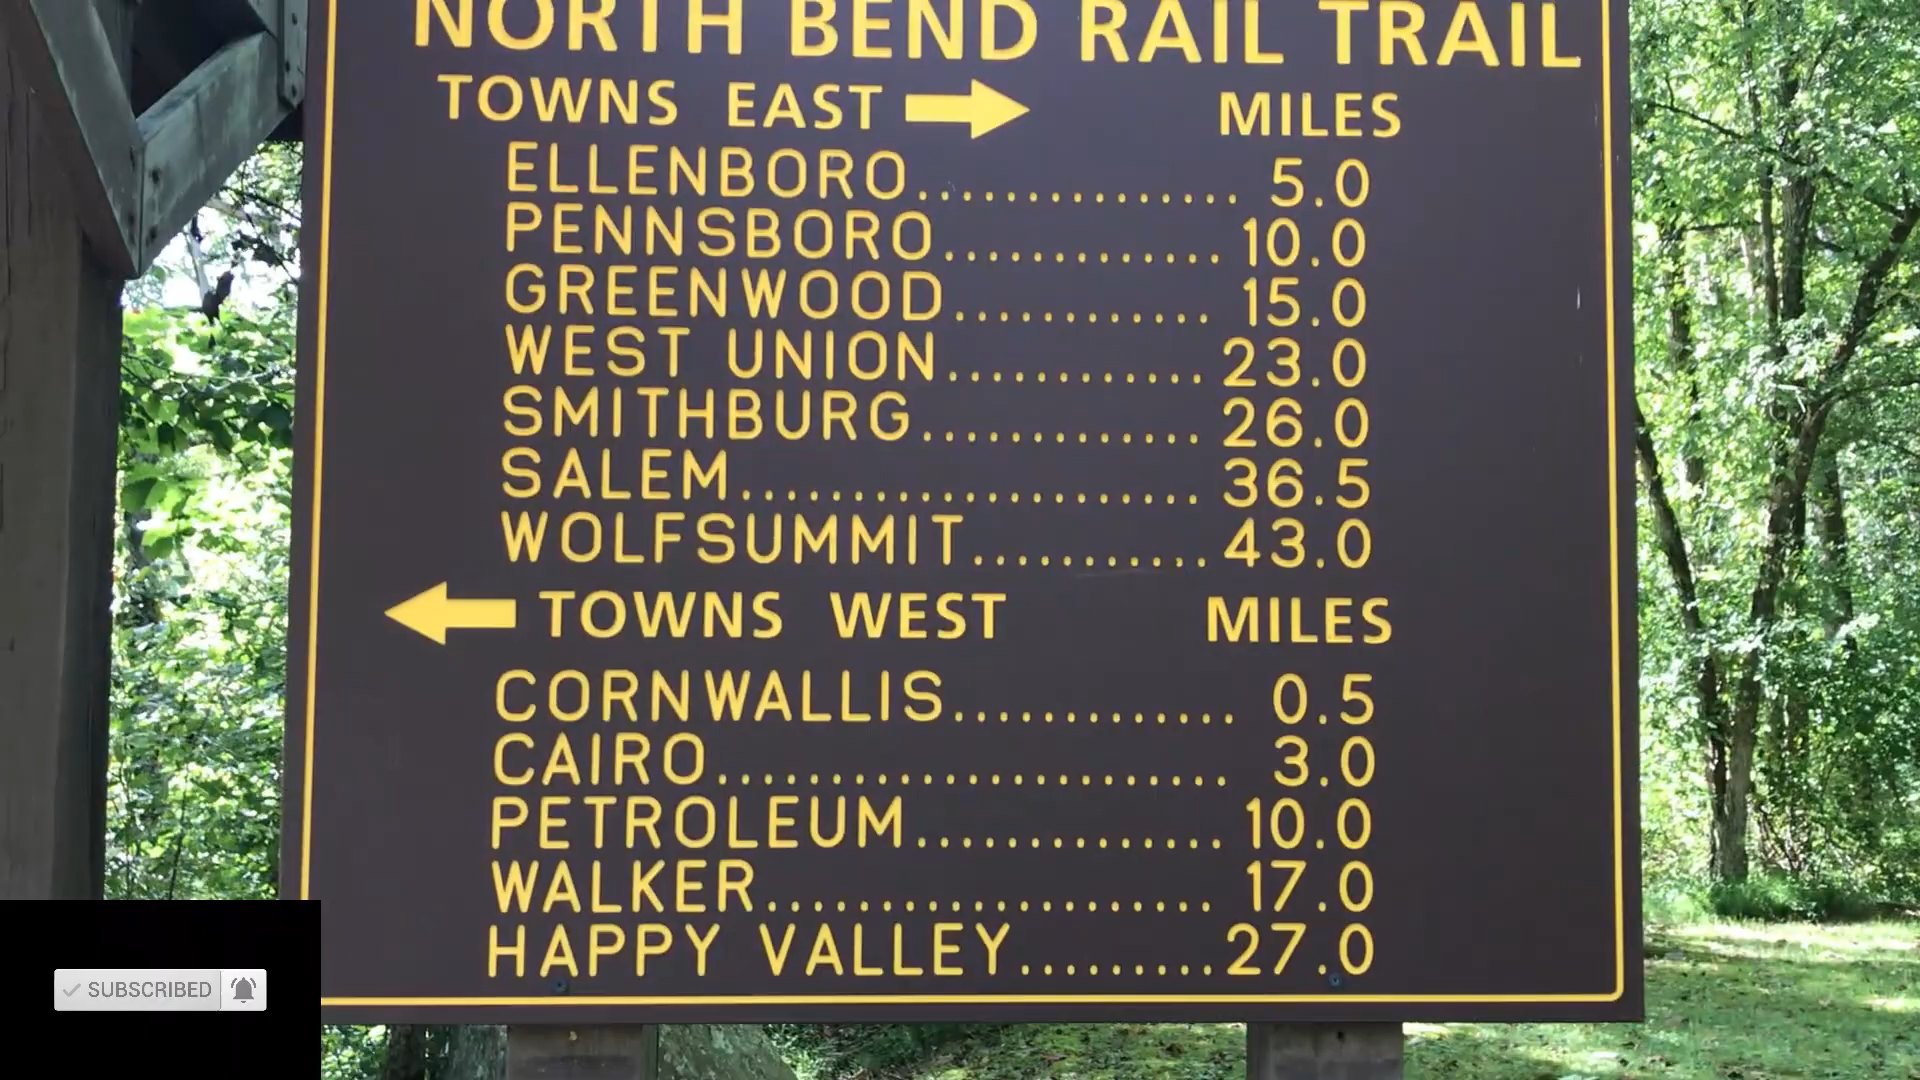 NORTH BEND RAIL TRAIL
TOWNS EAST MILES
ELLENBORO.............. 5.0
PENNSBORO............. 10.0
GREENWOOD............ 15.0
WEST UNION............ 23.0
SMITHBURG............. 26.0
SALEM...................... 36.5
WOLFSUMMIT........... 43.0
TOWNS WEST MILES
CORNWALLIS............. 0.5
CAIRO........................ 3.0
PETROLEUM.............. 10.0
WALKER..................... 17.0
HAPPY VALLEY......... 27.0
SUBSCRIBED